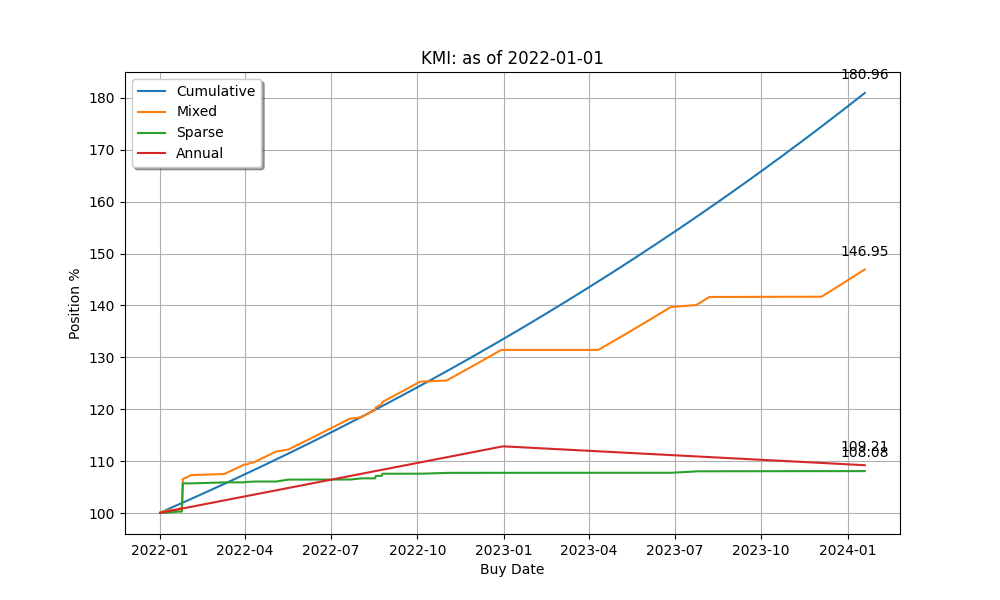 KMI: as of 2022-01-01
180.96
Cumulative
Mixed
Sparse
Annual
180
170
160
150
140
130
120
110
100
146.95
109.21
108.08
Position %
2022-01 2022-04 2022-07 2022-10 2023-01 2023-04 2023-07 2023-10 2024-01
Buy Date